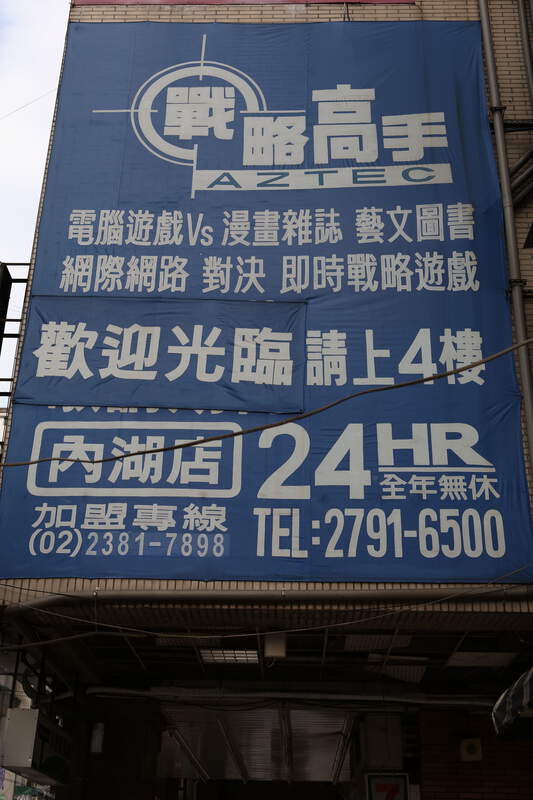 戰略高手
AZTEC
電腦遊戲Vs漫畫雜誌 藝文圖書
網際網路 對決 即時戰略遊戲
歡迎光臨 請上4樓
內湖店
24HR
全年無休
加盟專線
(02)2381-7898
TEL:2791-6500
7